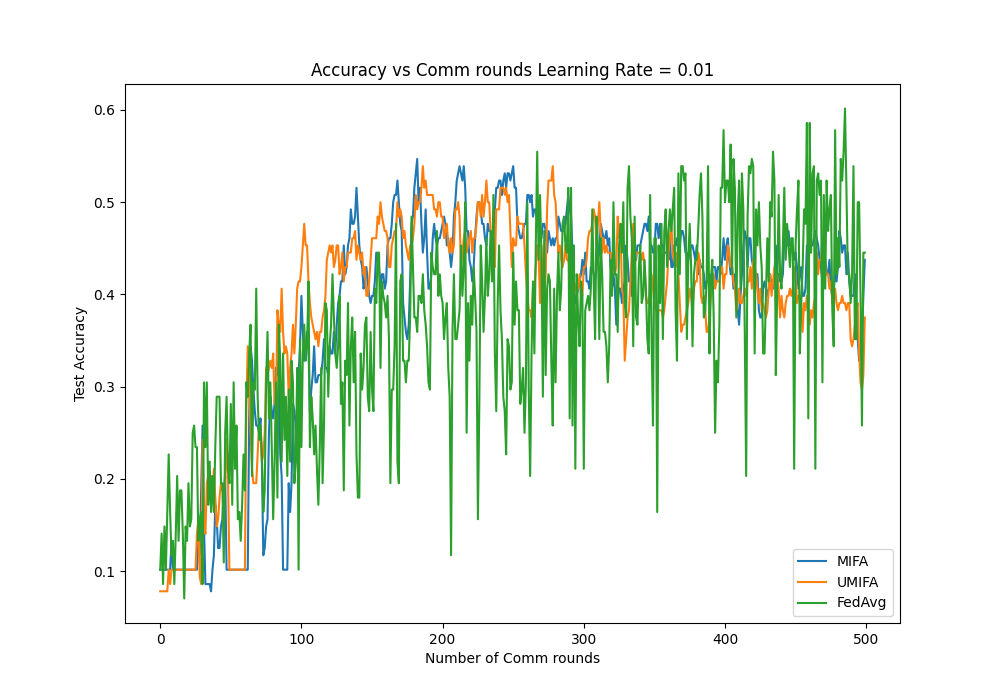 Accuracy vs Comm rounds Learning Rate = 0.01
0.6
0.5
0.4
0.3
0.2
0.1
Test Accuracy
0 100 200 300 400 500
Number of Comm rounds
MIFA
UMIFA
FedAvg